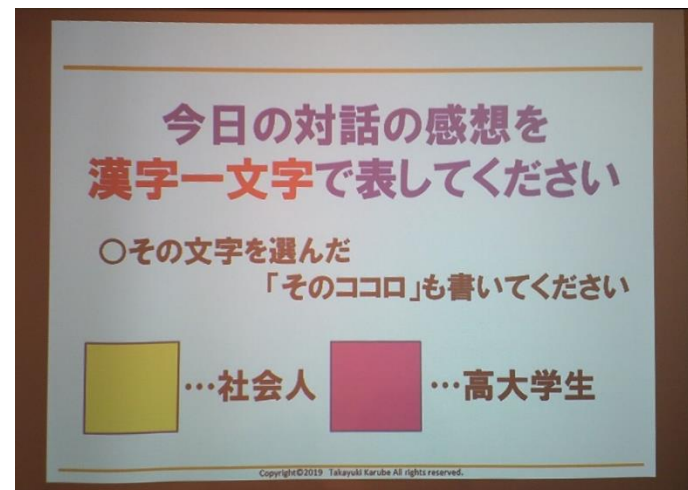 今日の対話の感想を
漢字一文字で表してください
○その文字を選んだ
「そのココロ」も書いてください
…社会人 …高大学生
Copyright©2019 Takayuki Karube All rights reserved.